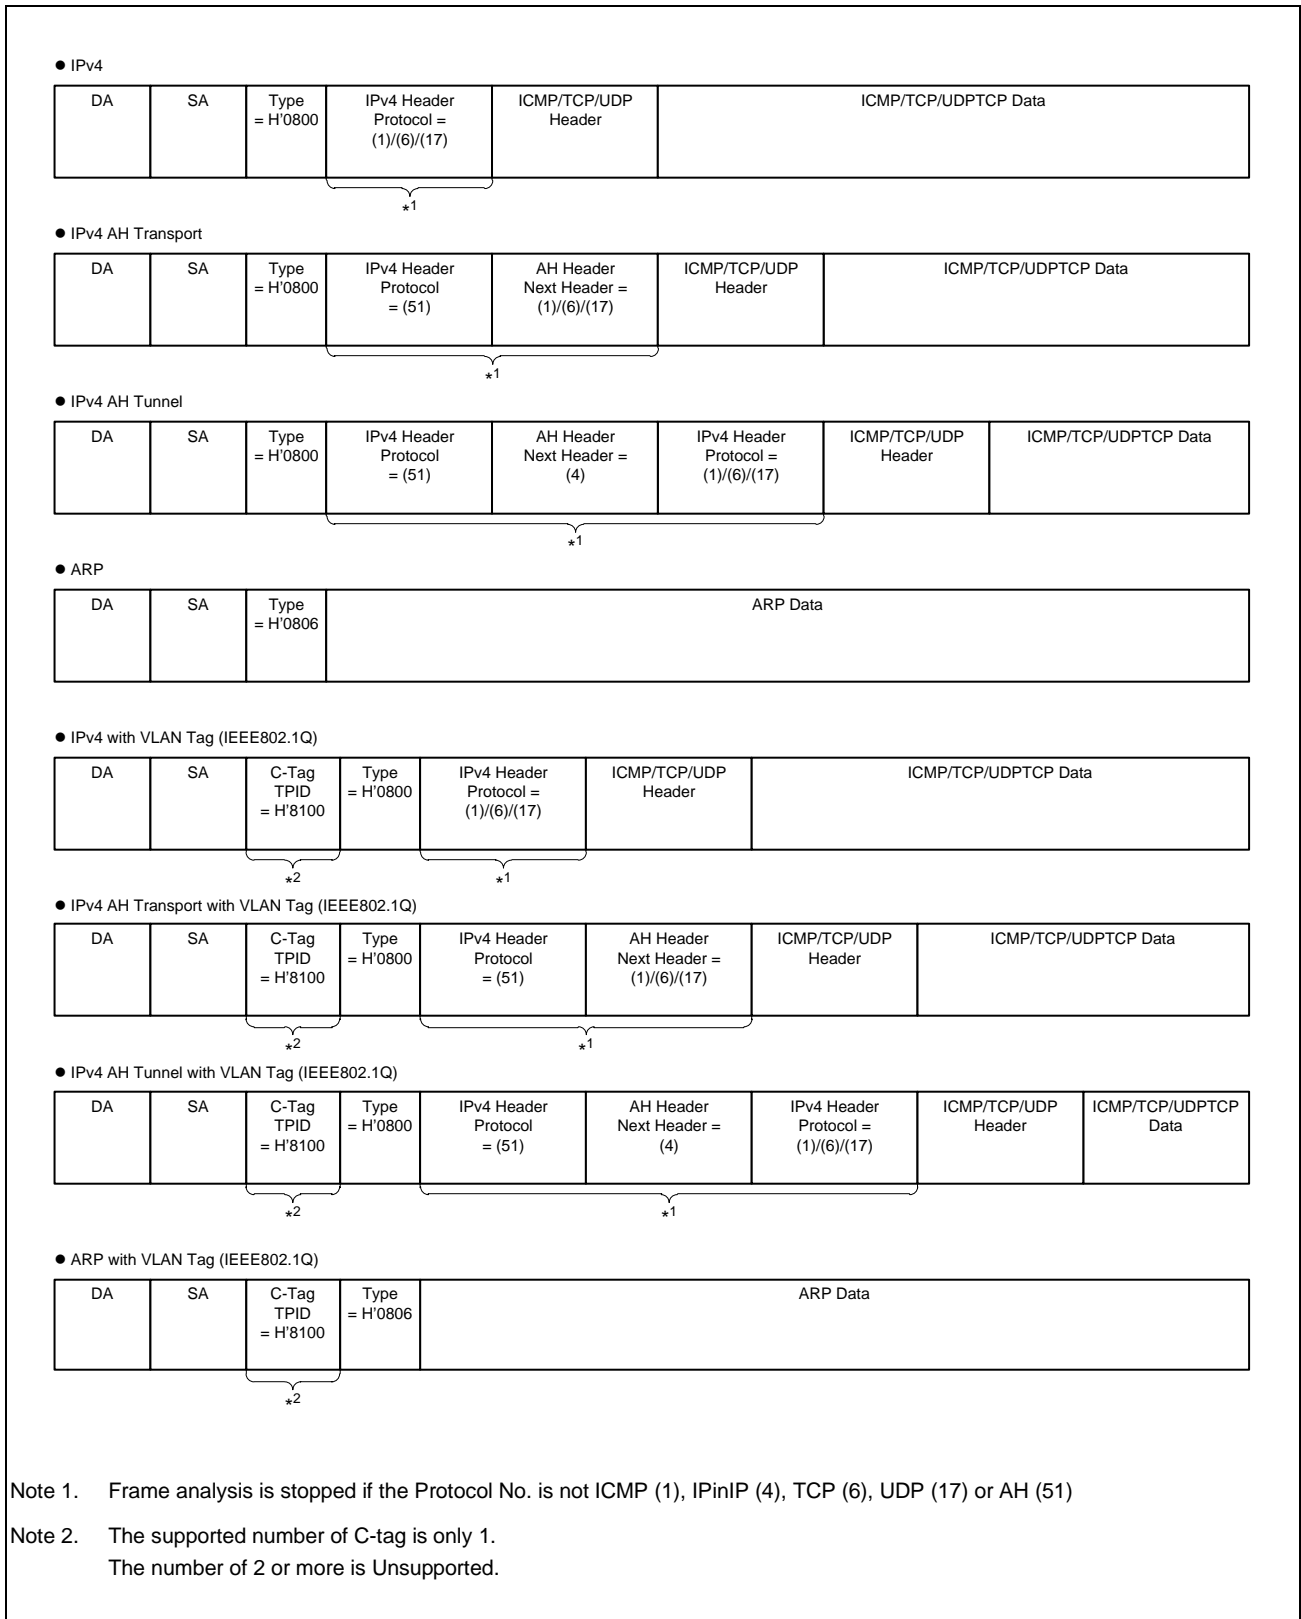 ● IPv4
DA SA Type IPv4 Header ICMP/TCP/UDP ICMP/TCP/UDPTCP Data
= H'0800 Protocol = Header
(1)/(6)/(17)
*1
● IPv4 AH Transport
DA SA Type IPv4 Header AH Header ICMP/TCP/UDP ICMP/TCP/UDPTCP Data
= H'0800 Protocol Next Header = Header
= (51) (1)/(6)/(17)
*1
● IPv4 AH Tunnel
DA SA Type IPv4 Header AH Header IPv4 Header ICMP/TCP/UDP ICMP/TCP/UDPTCP Data
= H'0800 Protocol Next Header = Protocol = Header
= (51) (4) (1)/(6)/(17)
*1
● ARP
DA SA Type ARP Data
= H'0806
● IPv4 with VLAN Tag (IEEE802.1Q)
DA SA C-Tag Type IPv4 Header ICMP/TCP/UDP ICMP/TCP/UDPTCP Data
TPID = H'0800 Protocol = Header
= H'8100 (1)/(6)/(17)
*2 *1
● IPv4 AH Transport with VLAN Tag (IEEE802.1Q)
DA SA C-Tag Type IPv4 Header AH Header ICMP/TCP/UDP ICMP/TCP/UDPTCP Data
TPID = H'0800 Protocol Next Header = Header
= H'8100 = (51) (1)/(6)/(17)
*2 *1
● IPv4 AH Tunnel with VLAN Tag (IEEE802.1Q)
DA SA C-Tag Type IPv4 Header AH Header IPv4 Header ICMP/TCP/UDP ICMP/TCP/UDPTCP
TPID = H'0800 Protocol Next Header = Protocol = Header Data
= H'8100 = (51) (4) (1)/(6)/(17)
*2 *1
● ARP with VLAN Tag (IEEE802.1Q)
DA SA C-Tag Type ARP Data
TPID = H'0806
= H'8100
*2
Note 1. Frame analysis is stopped if the Protocol No. is not ICMP (1), IPinIP (4), TCP (6), UDP (17) or AH (51)
Note 2. The supported number of C-tag is only 1.
The number of 2 or more is Unsupported.